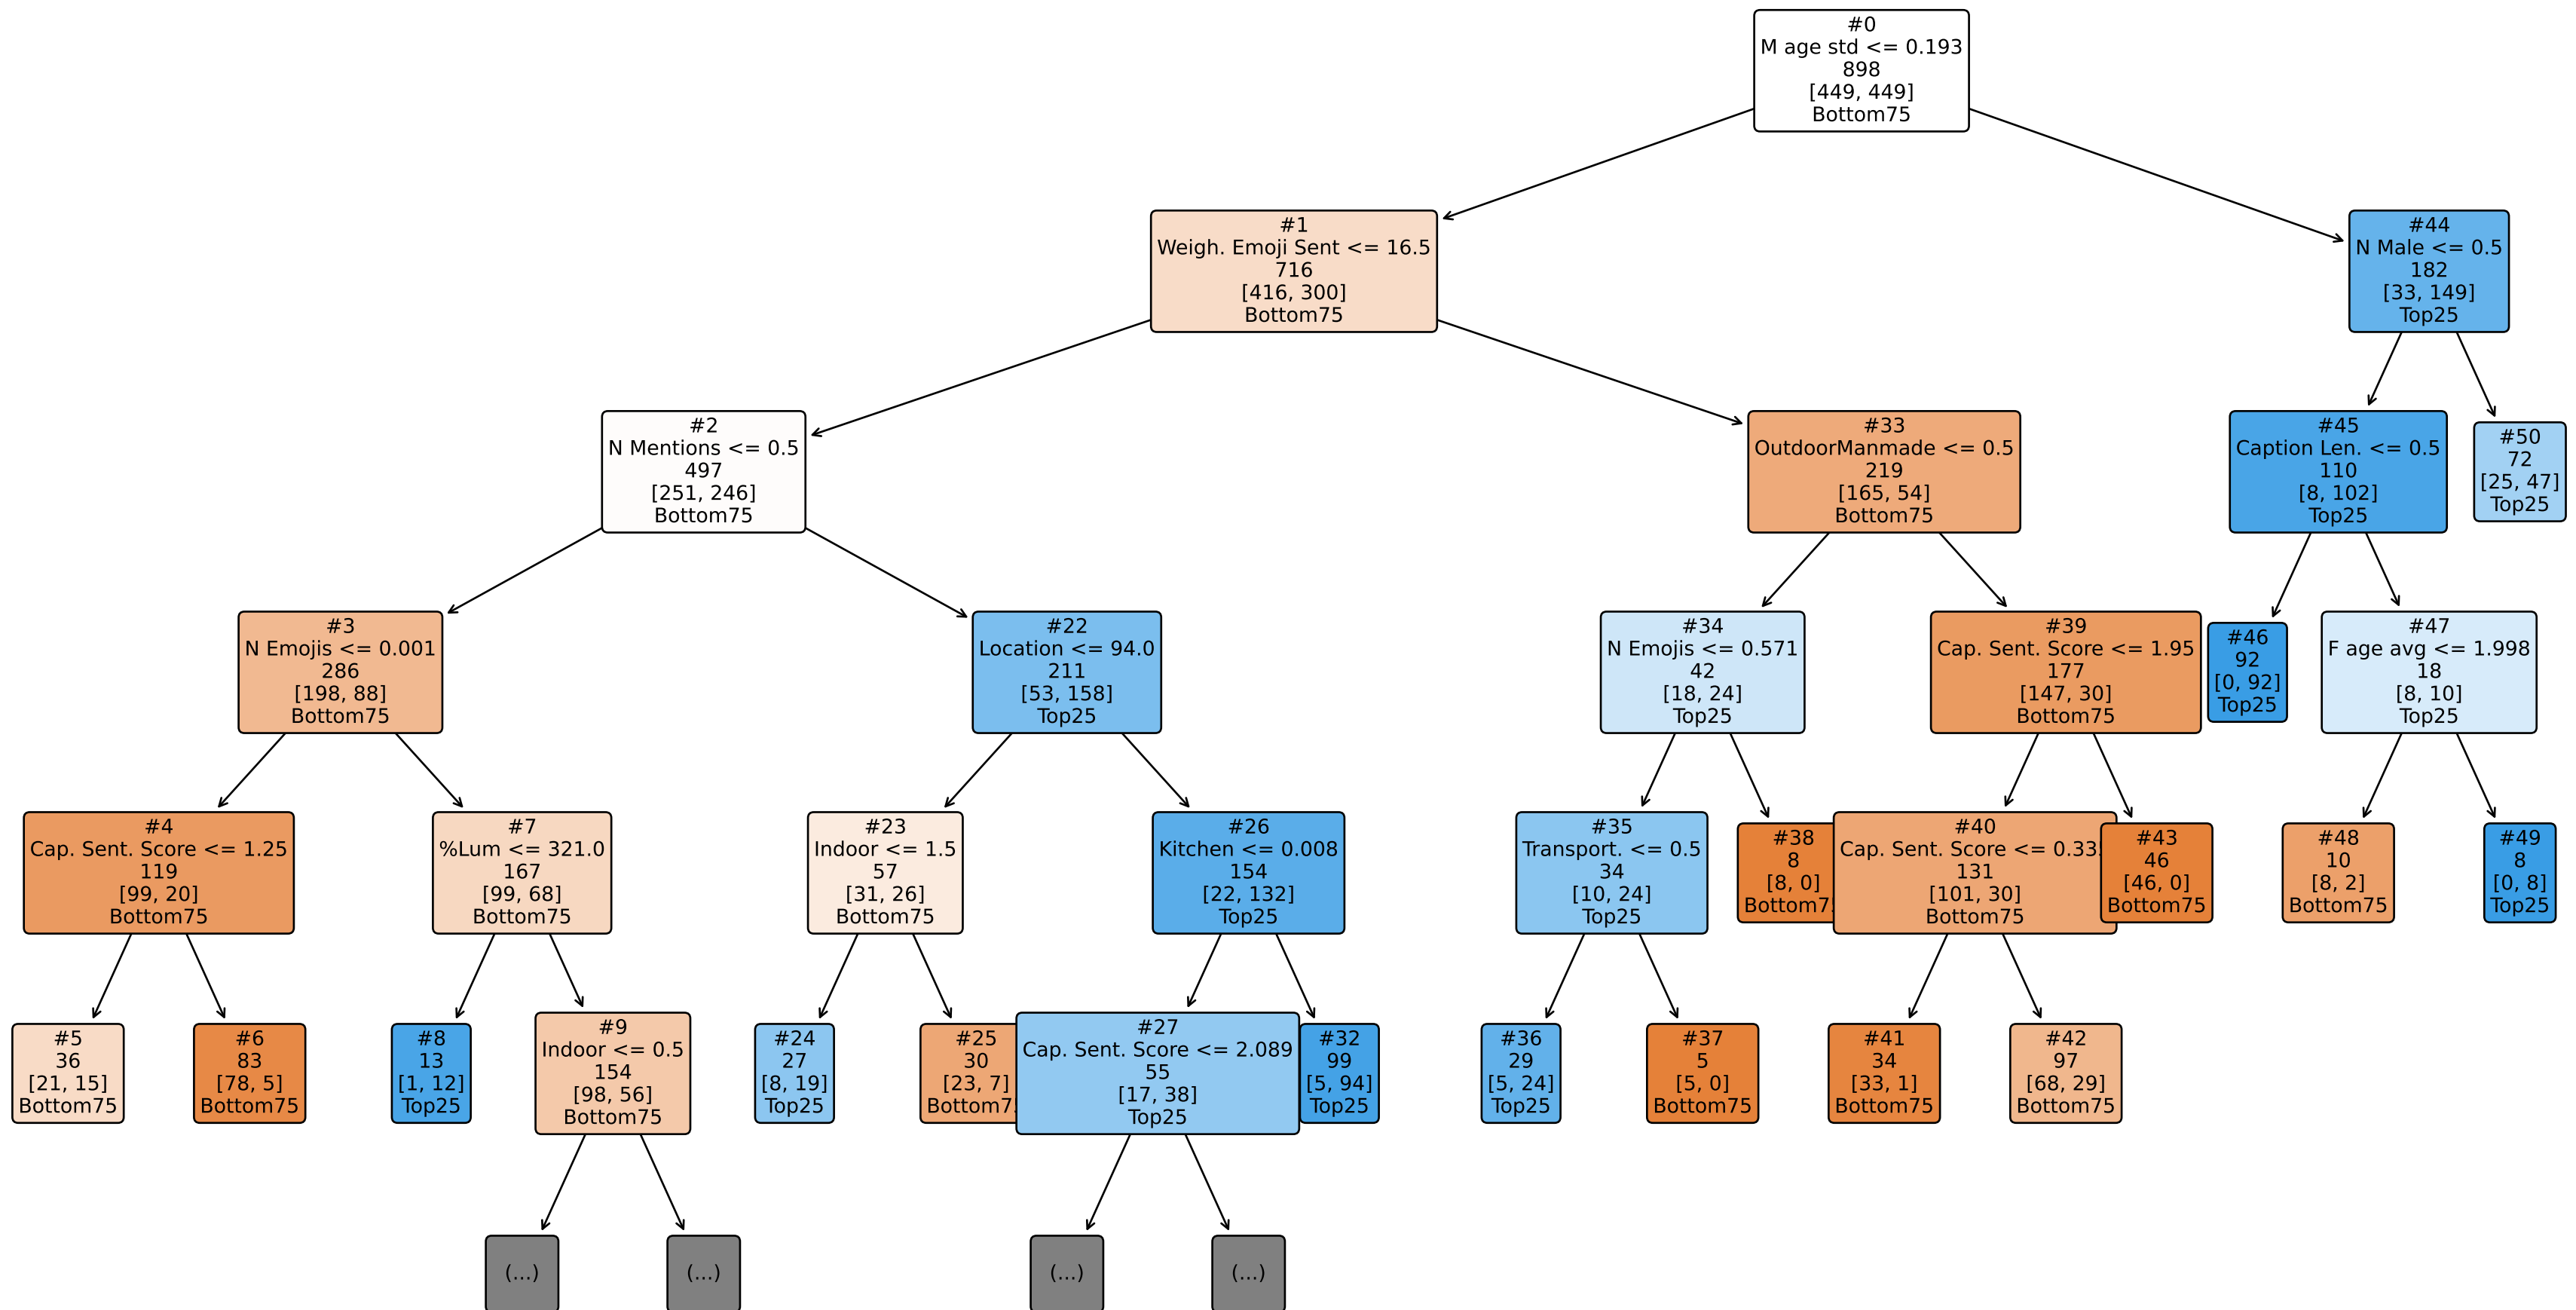 #0
M age std <= 0.193
898
[449, 449]
Bottom75
#1
Weigh. Emoji Sent <= 16.5
716
[416, 300]
Bottom75
#44
N Male <= 0.5
182
[33, 149]
Top25
#2
N Mentions <= 0.5
497
[251, 246]
Bottom75
#33
OutdoorManmade <= 0.5
219
[165, 54]
Bottom75
#45
Caption Len. <= 0.5
110
[8, 102]
Top25
#50
72
[25, 47]
Top25
#3
N Emojis <= 0.001
286
[198, 88]
Bottom75
#22
Location <= 94.0
211
[53, 158]
Top25
#34
N Emojis <= 0.571
42
[18, 24]
Top25
#39
Cap. Sent. Score <= 1.95
177
[147, 30]
Bottom75
#46
92
[0, 92]
Top25
#47
F age avg <= 1.998
18
[8, 10]
Top25
#4
Cap. Sent. Score <= 1.25
119
[99, 20]
Bottom75
#7
%Lum <= 321.0
167
[99, 68]
Bottom75
#23
Indoor <= 1.5
57
[31, 26]
Bottom75
#26
Kitchen <= 0.008
154
[22, 132]
Top25
#35
Transport. <= 0.5
34
[10, 24]
Top25
#38
8
[8, 0]
#40
Cap. Sent. Score <=
131
[101, 30]
Bottom75
#43
46
[46, 0]
Bottom75
#48
10
[8, 2]
Bottom75
#49
8
[0, 8]
Top25
#5
36
[21, 15]
Bottom75
#6
83
[78, 5]
Bottom75
#8
13
[1, 12]
Top25
#9
Indoor <= 0.5
154
[98, 56]
Bottom75
#24
27
[8, 19]
Top25
#25
30
[23, 7]
#27
Cap. Sent. Score <= 2.089
55
[17, 38]
Top25
#32
99
[5, 94]
Top25
#36
29
[5, 24]
Top25
#37
5
[5, 0]
Bottom75
#41
34
[33, 1]
Bottom75
#42
97
[68, 29]
Bottom75
(...)
(...)
(...)
(...)